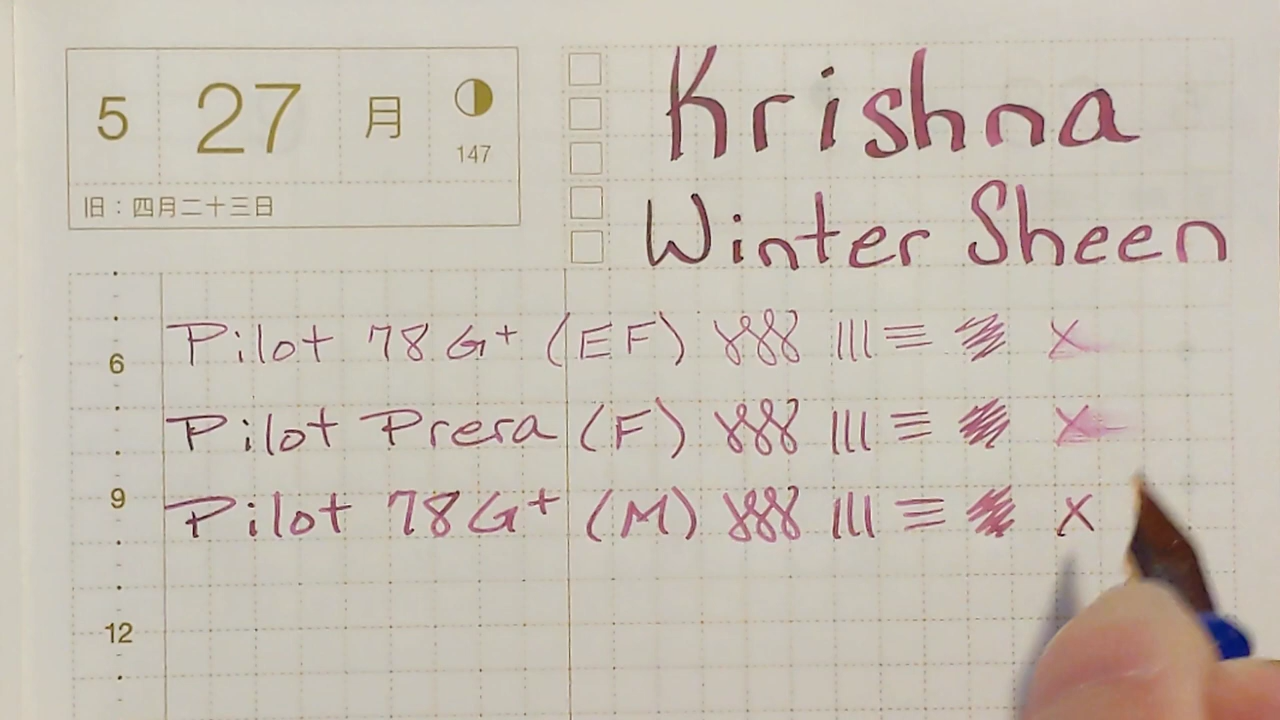 5 27 月
147
旧：四月二十三日
Krishna
Winter Sheen
Pilot 78G+ (EF)
6
Pilot Prera (F)
9
Pilot 78G+ (M)
12